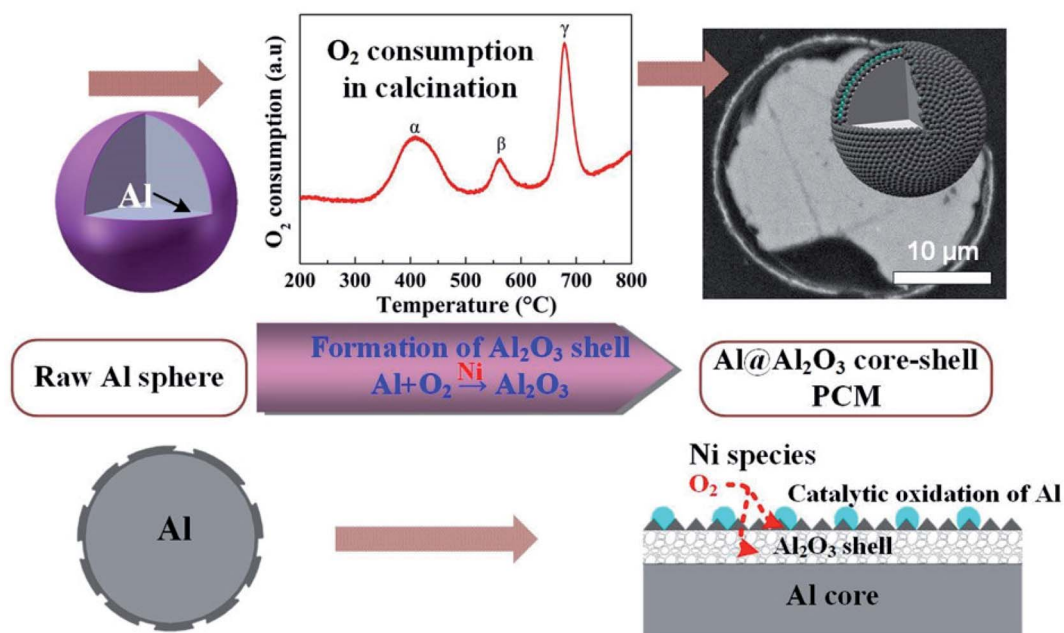 O₂ consumption (a.u)
O₂ consumption
in calcination
α
β
γ
200 300 400 500 600 700 800
Temperature (°C)
Al
10 μm
Raw Al sphere
Formation of Al₂O₃ shell
Ni
Al+O₂ → Al₂O₃
Al@Al₂O₃ core-shell
PCM
Al
Ni species
O₂
Catalytic oxidation of Al
Al₂O₃ shell
Al core